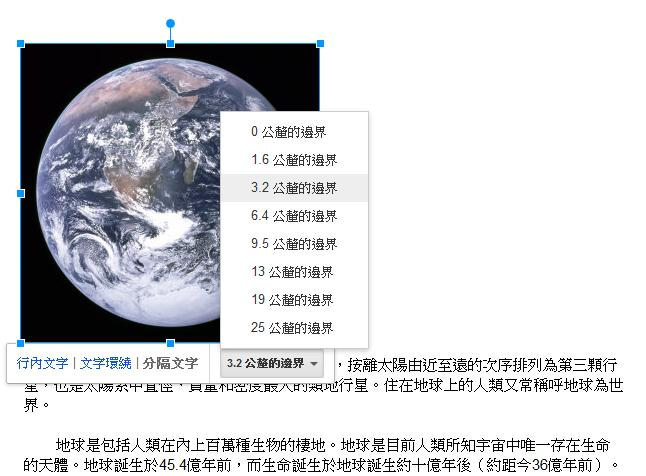 0 公釐的邊界
1.6 公釐的邊界
3.2 公釐的邊界
6.4 公釐的邊界
9.5 公釐的邊界
13 公釐的邊界
19 公釐的邊界
25 公釐的邊界
行內文字 | 文字環繞 | 分隔文字 3.2 公釐的邊界
，按離太陽由近至遠的次序排列為第三顆行
星，也是太陽系中直徑、質量和密度最大的類地行星。住在地球上的人類又常稱呼地球為世
界。
地球是包括人類在內上百萬種生物的棲地。地球是目前人類所知宇宙中唯一存在生命
的天體。地球誕生於45.4億年前，而生命誕生於地球誕生約十億年後（約距今36億年前）。